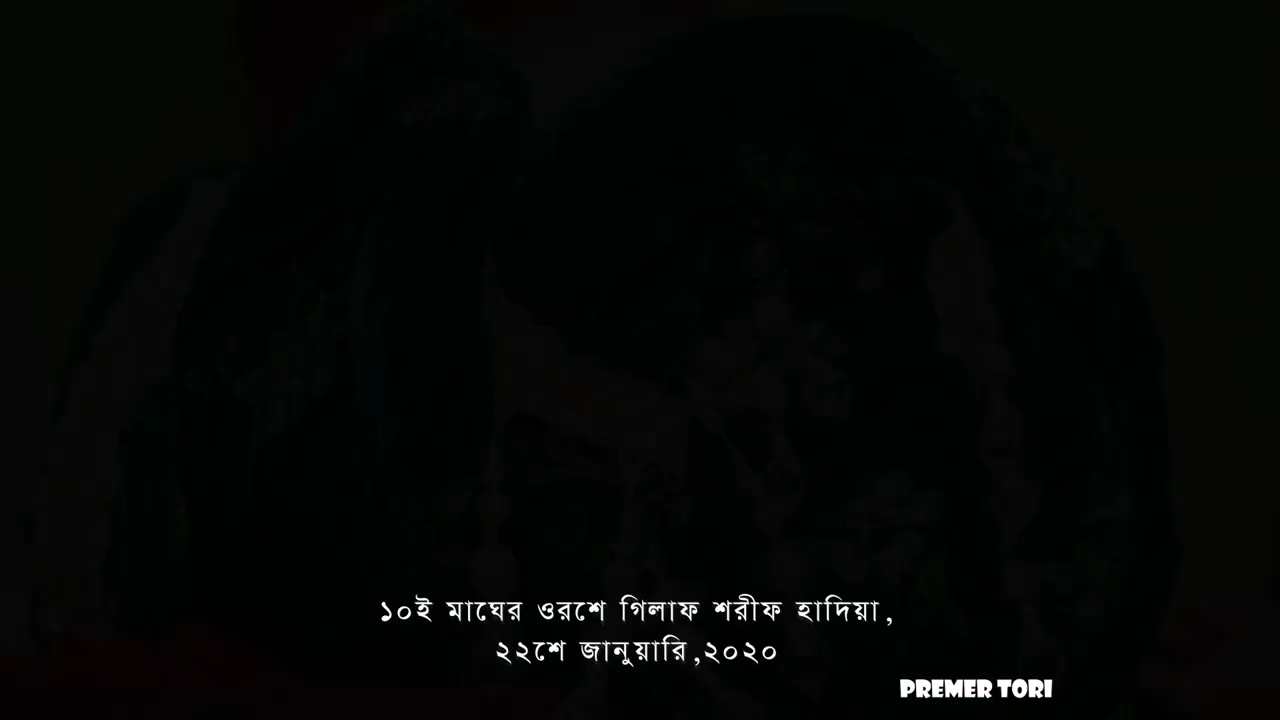 ১০ই মাঘের ওরশে গিলাফ শরীফ হাদিয়া,
২২শে জানুয়ারি,২০২০
PREMER TORI